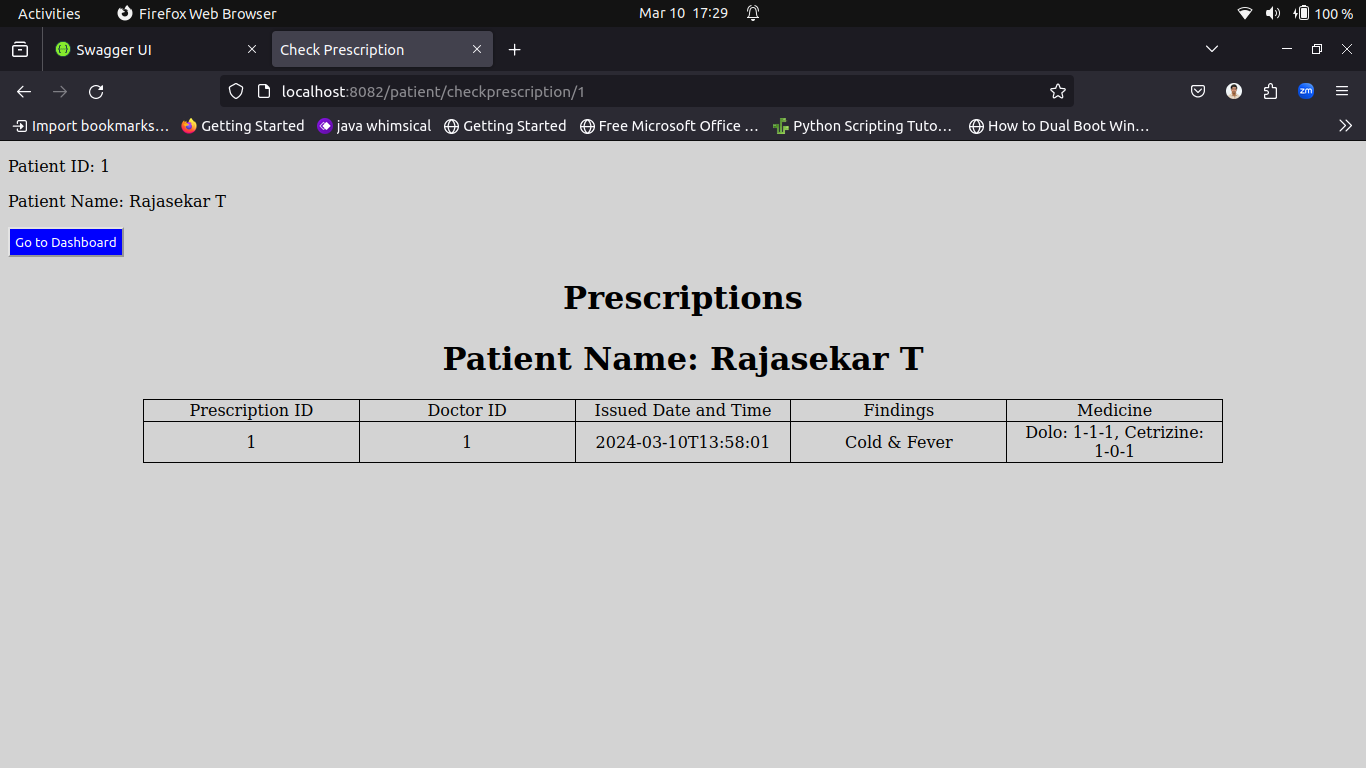 Activities Firefox Web Browser Mar 10 17:29 100 %
Swagger UI Check Prescription
localhost:8082/patient/checkprescription/1 zm
Import bookmarks... Getting Started java whimsical Getting Started Free Microsoft Office ... Python Scripting Tuto... How to Dual Boot Win...
Patient ID: 1
Patient Name: Rajasekar T
Go to Dashboard
Prescriptions
Patient Name: Rajasekar T
Prescription ID Doctor ID Issued Date and Time Findings Medicine
1 1 2024-03-10T13:58:01 Cold & Fever Dolo: 1-1-1, Cetrizine:
1-0-1